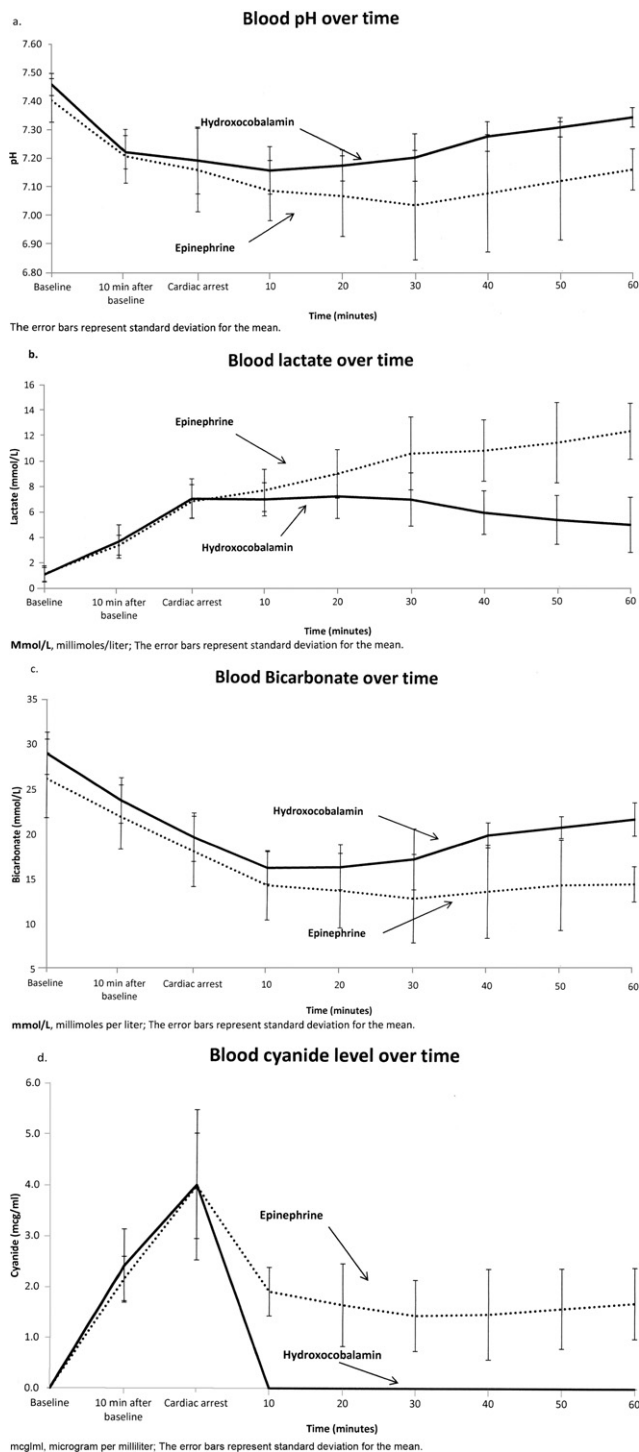 a.
Blood pH over time
7.60
7.50
7.40
7.30
7.20
7.10
7.00
6.90
6.80
pH
Hydroxocobalamin
Epinephrine
Baseline
10 min after
baseline
Cardiac arrest
10
20
30
40
50
60
Time (minutes)
The error bars represent standard deviation for the mean.
b.
Blood lactate over time
16
14
12
10
8
6
4
2
0
Lactate (mmol/L)
Epinephrine
Hydroxocobalamin
Baseline
10 min after
baseline
Cardiac arrest
10
20
30
40
50
60
Time (minutes)
Mmol/L, millimoles/liter; The error bars represent standard deviation for the mean.
c.
Blood Bicarbonate over time
35
30
25
20
15
10
5
Bicarbonate (mmol/L)
Hydroxocobalamin
Epinephrine
Baseline
10 min after
baseline
Cardiac arrest
10
20
30
40
50
60
Time (minutes)
mmol/L, millimoles per liter; The error bars represent standard deviation for the mean.
d.
Blood cyanide level over time
6.0
5.0
4.0
3.0
2.0
1.0
0.0
Cyanide (mcg/ml)
Epinephrine
Hydroxocobalamin
Baseline
10 min after
baseline
Cardiac arrest
10
20
30
40
50
60
Time (minutes)
mcglml, microgram per milliliter; The error bars represent standard deviation for the mean.